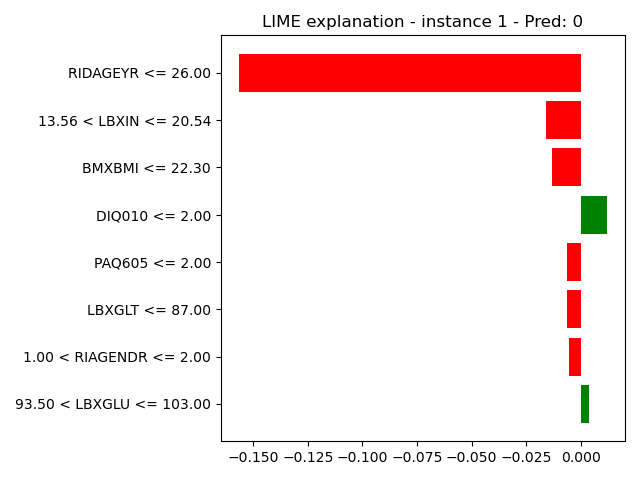 LIME explanation - instance 1 - Pred: 0
RIDAGEYR <= 26.00
13.56 < LBXIN <= 20.54
BMXBMI <= 22.30
DIQ010 <= 2.00
PAQ605 <= 2.00
LBXGLT <= 87.00
1.00 < RIAGENDR <= 2.00
93.50 < LBXGLU <= 103.00
−0.150 −0.125 −0.100 −0.075 −0.050 −0.025 0.000